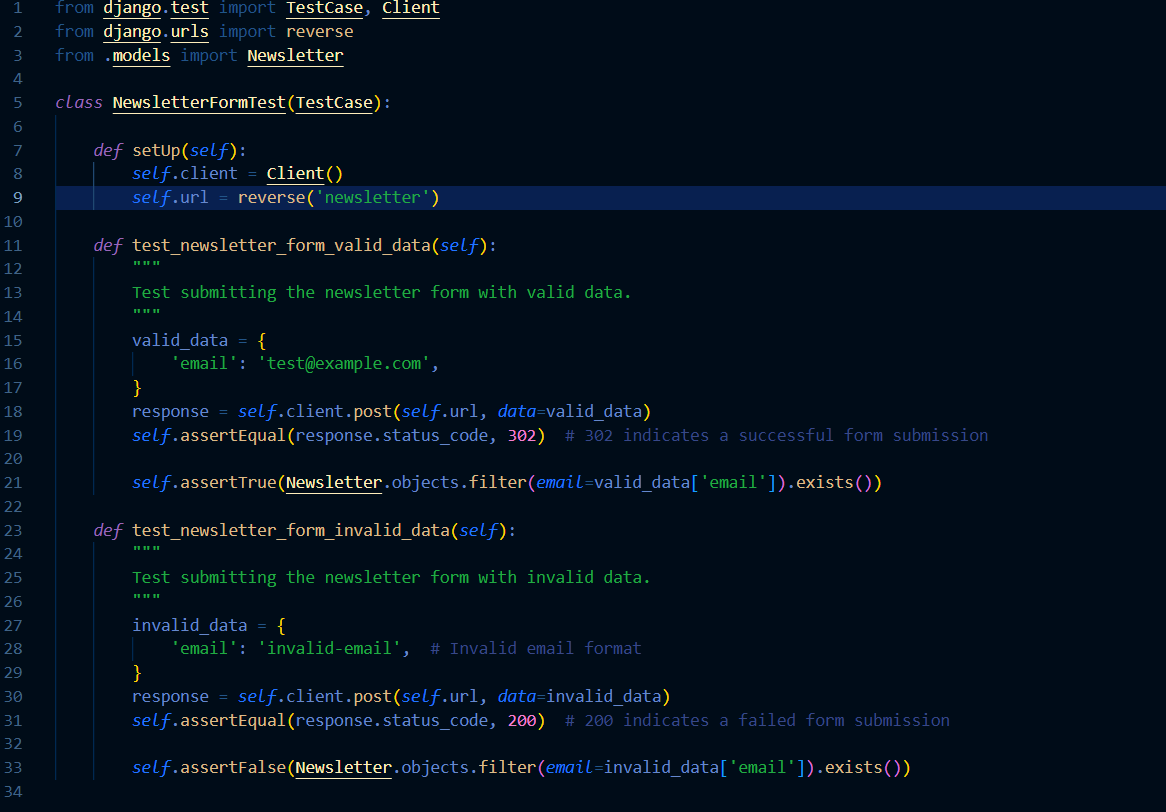 1 from django.test import TestCase, Client
2 from django.urls import reverse
3 from .models import Newsletter
4
5 class NewsletterFormTest(TestCase):
6
7     def setUp(self):
8         self.client = Client()
9         self.url = reverse('newsletter')
10
11     def test_newsletter_form_valid_data(self):
12         """
13         Test submitting the newsletter form with valid data.
14         """
15         valid_data = {
16             'email': 'test@example.com',
17         }
18         response = self.client.post(self.url, data=valid_data)
19         self.assertEqual(response.status_code, 302)  # 302 indicates a successful form submission
20
21         self.assertTrue(Newsletter.objects.filter(email=valid_data['email']).exists())
22
23     def test_newsletter_form_invalid_data(self):
24         """
25         Test submitting the newsletter form with invalid data.
26         """
27         invalid_data = {
28             'email': 'invalid-email',  # Invalid email format
29         }
30         response = self.client.post(self.url, data=invalid_data)
31         self.assertEqual(response.status_code, 200)  # 200 indicates a failed form submission
32
33         self.assertFalse(Newsletter.objects.filter(email=invalid_data['email']).exists())
34